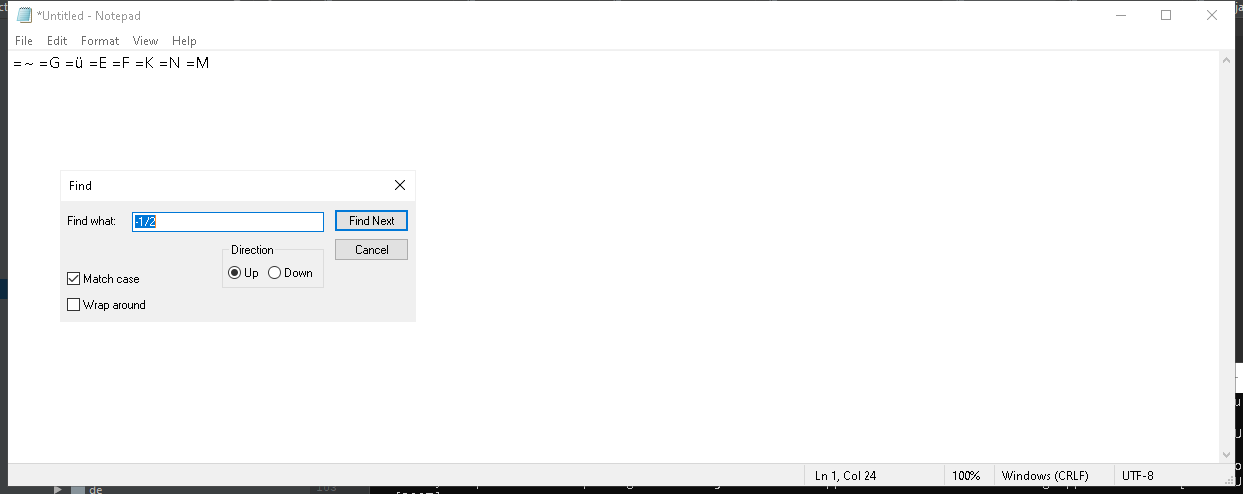 *Untitled - Notepad
File Edit Format View Help
=~ =G =ü =E =F =K =N =M
Find
Find what: -1/2 Find Next
Direction Cancel
Up Down
Match case
Wrap around
Ln 1, Col 24 100% Windows (CRLF) UTF-8
de